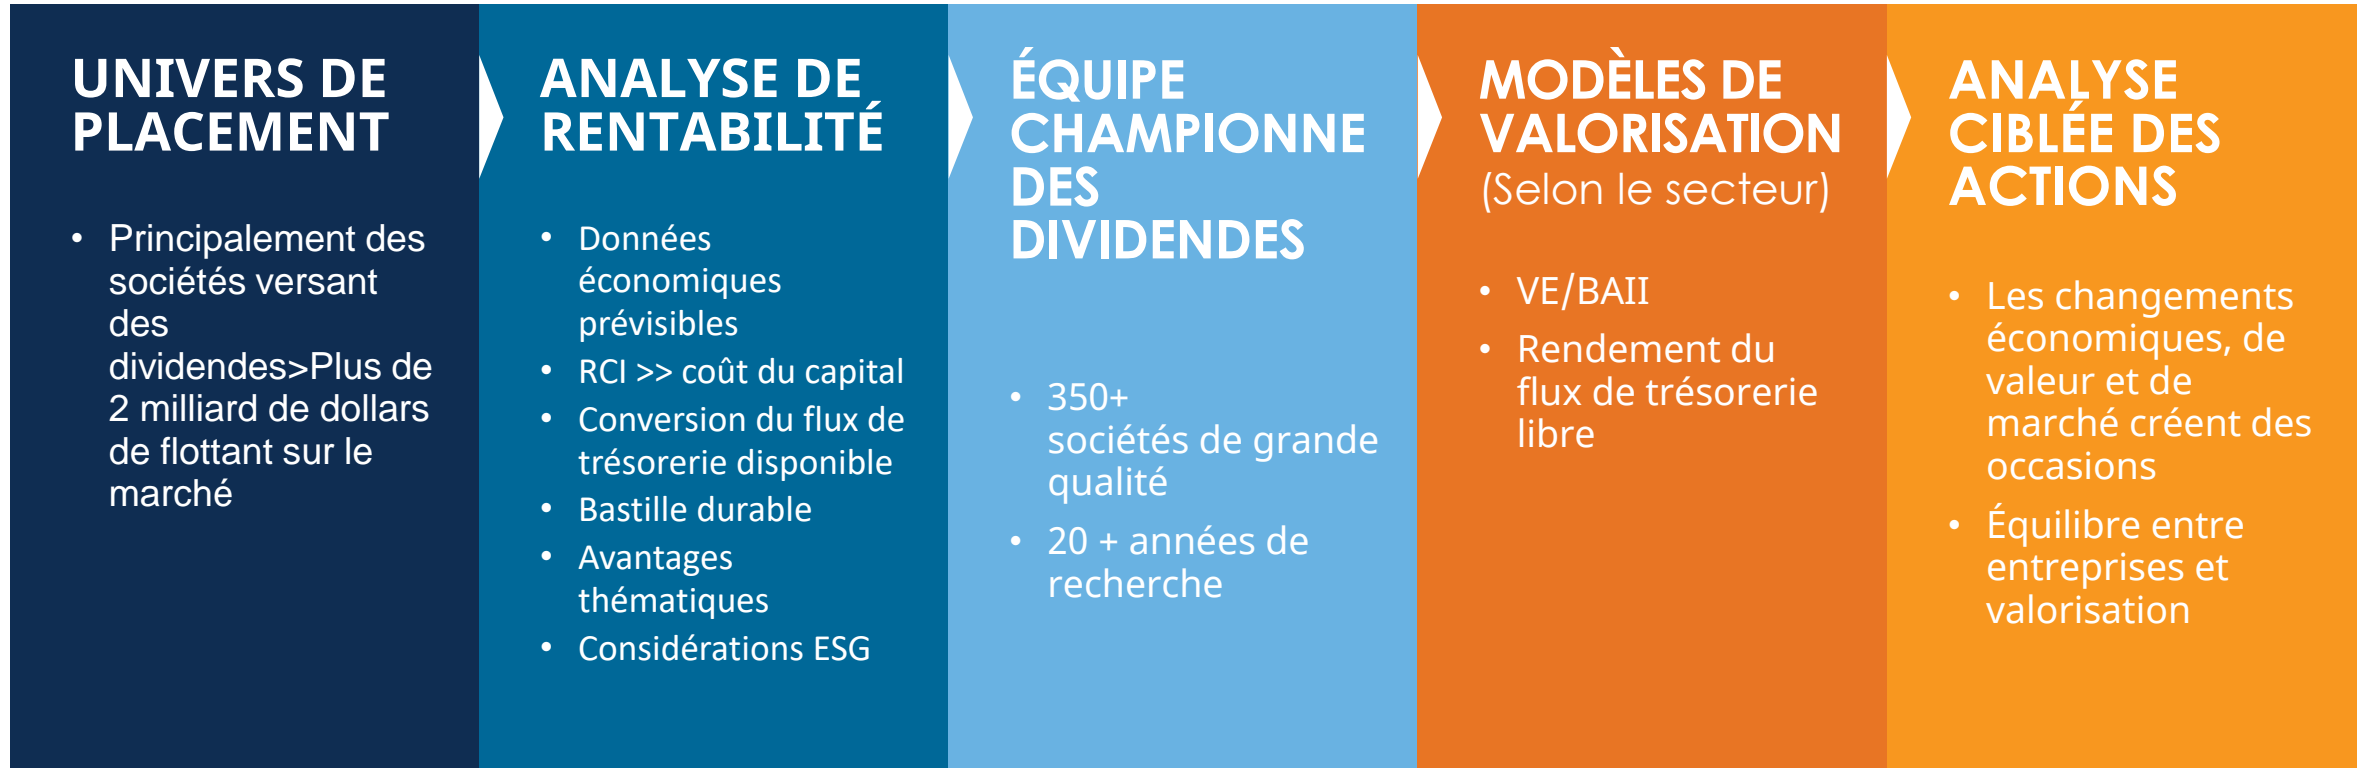 UNIVERS DE
PLACEMENT
• Principalement des
sociétés versant
des
dividendes>Plus de
2 milliard de dollars
de flottant sur le
marché
ANALYSE DE
RENTABILITÉ
• Données
économiques
prévisibles
• RCI >> coût du capital
• Conversion du flux de
trésorerie disponible
• Bastille durable
• Avantages
thématiques
• Considérations ESG
ÉQUIPE
CHAMPIONNE
DES
DIVIDENDES
• 350+
sociétés de grande
qualité
• 20 + années de
recherche
MODÈLES DE
VALORISATION
(Selon le secteur)
• VE/BAII
• Rendement du
flux de trésorerie
libre
ANALYSE
CIBLÉE DES
ACTIONS
• Les changements
économiques, de
valeur et de
marché créent des
occasions
• Équilibre entre
entreprises et
valorisation